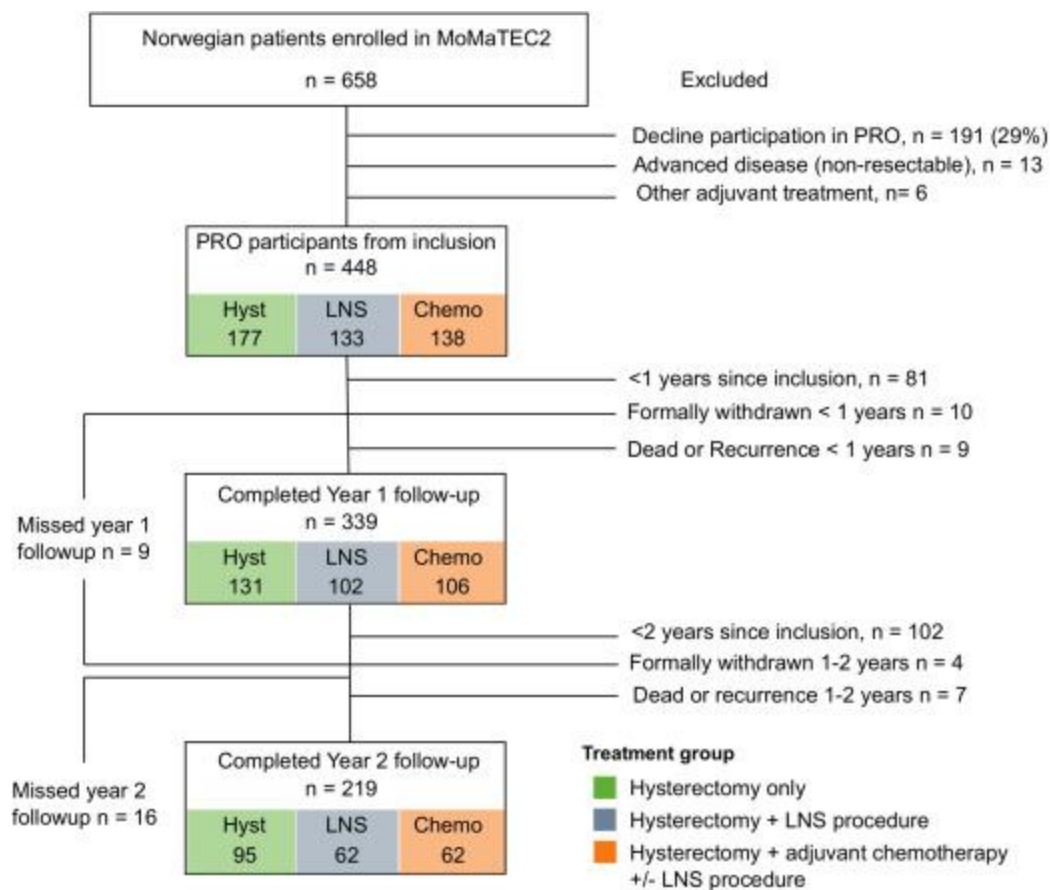 Norwegian patients enrolled in MoMaTEC2
n = 658
Excluded
Decline participation in PRO, n = 191 (29%)
Advanced disease (non-resectable), n = 13
Other adjuvant treatment, n= 6
PRO participants from inclusion
n = 448
Hyst LNS Chemo
177 133 138
<1 years since inclusion, n = 81
Formally withdrawn < 1 years n = 10
Dead or Recurrence < 1 years n = 9
Missed year 1
followup n = 9
Completed Year 1 follow-up
n = 339
Hyst LNS Chemo
131 102 106
<2 years since inclusion, n = 102
Formally withdrawn 1-2 years n = 4
Dead or recurrence 1-2 years n = 7
Missed year 2
followup n = 16
Completed Year 2 follow-up
n = 219
Hyst LNS Chemo
95 62 62
Treatment group
Hysterectomy only
Hysterectomy + LNS procedure
Hysterectomy + adjuvant chemotherapy
+/- LNS procedure